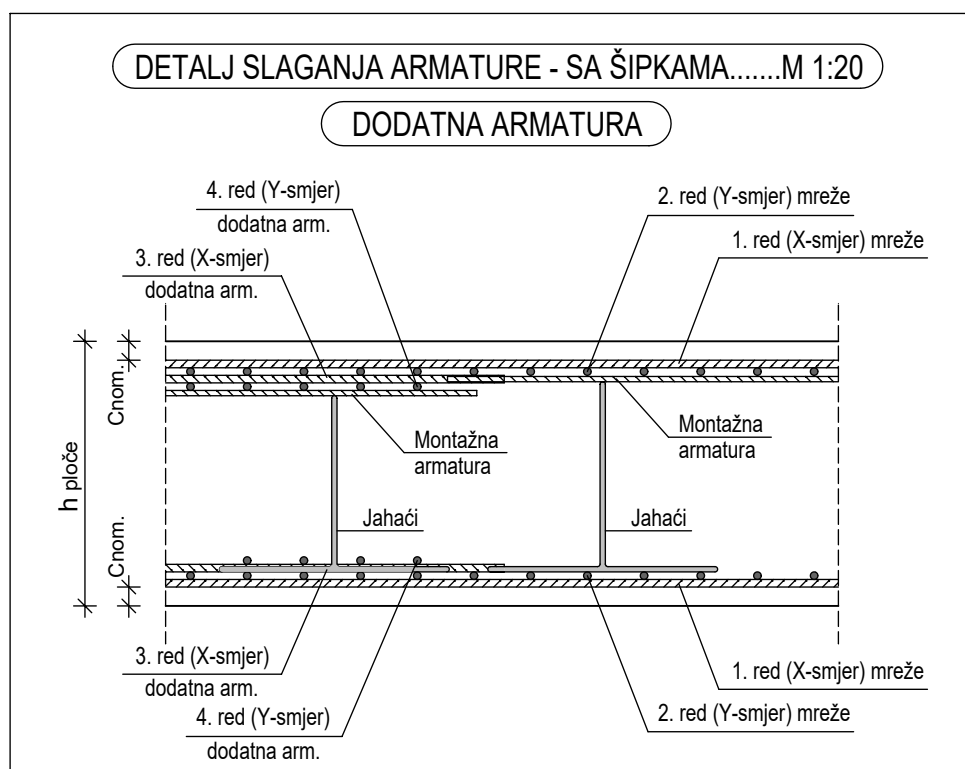 DETALJ SLAGANJA ARMATURE - SA ŠIPKAMA.......M 1:20
DODATNA ARMATURA
4. red (Y-smjer)
dodatna arm.
2. red (Y-smjer) mreže
3. red (X-smjer)
dodatna arm.
1. red (X-smjer) mreže
Cnom.
h ploče
Cnom.
Montažna
armatura
Montažna
armatura
Jahaći
Jahaći
3. red (X-smjer)
dodatna arm.
1. red (X-smjer) mreže
4. red (Y-smjer)
dodatna arm.
2. red (Y-smjer) mreže